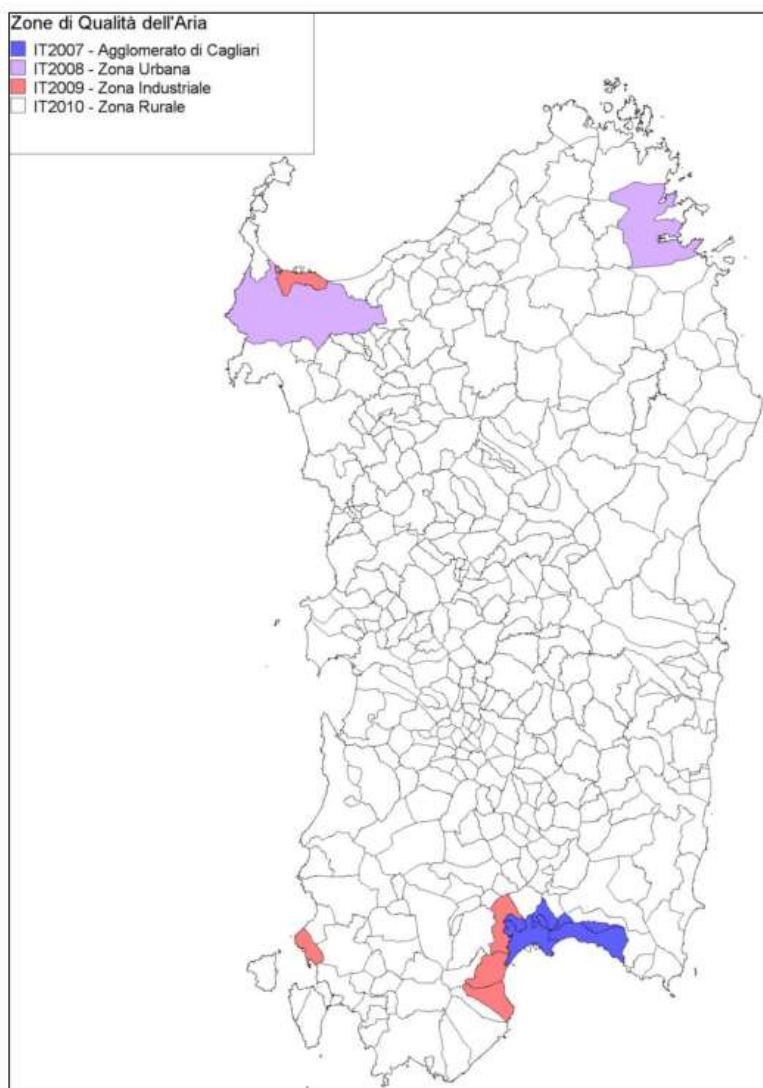 Zone di Qualità dell'Aria
IT2007 - Agglomerato di Cagliari
IT2008 - Zona Urbana
IT2009 - Zona Industriale
IT2010 - Zona Rurale